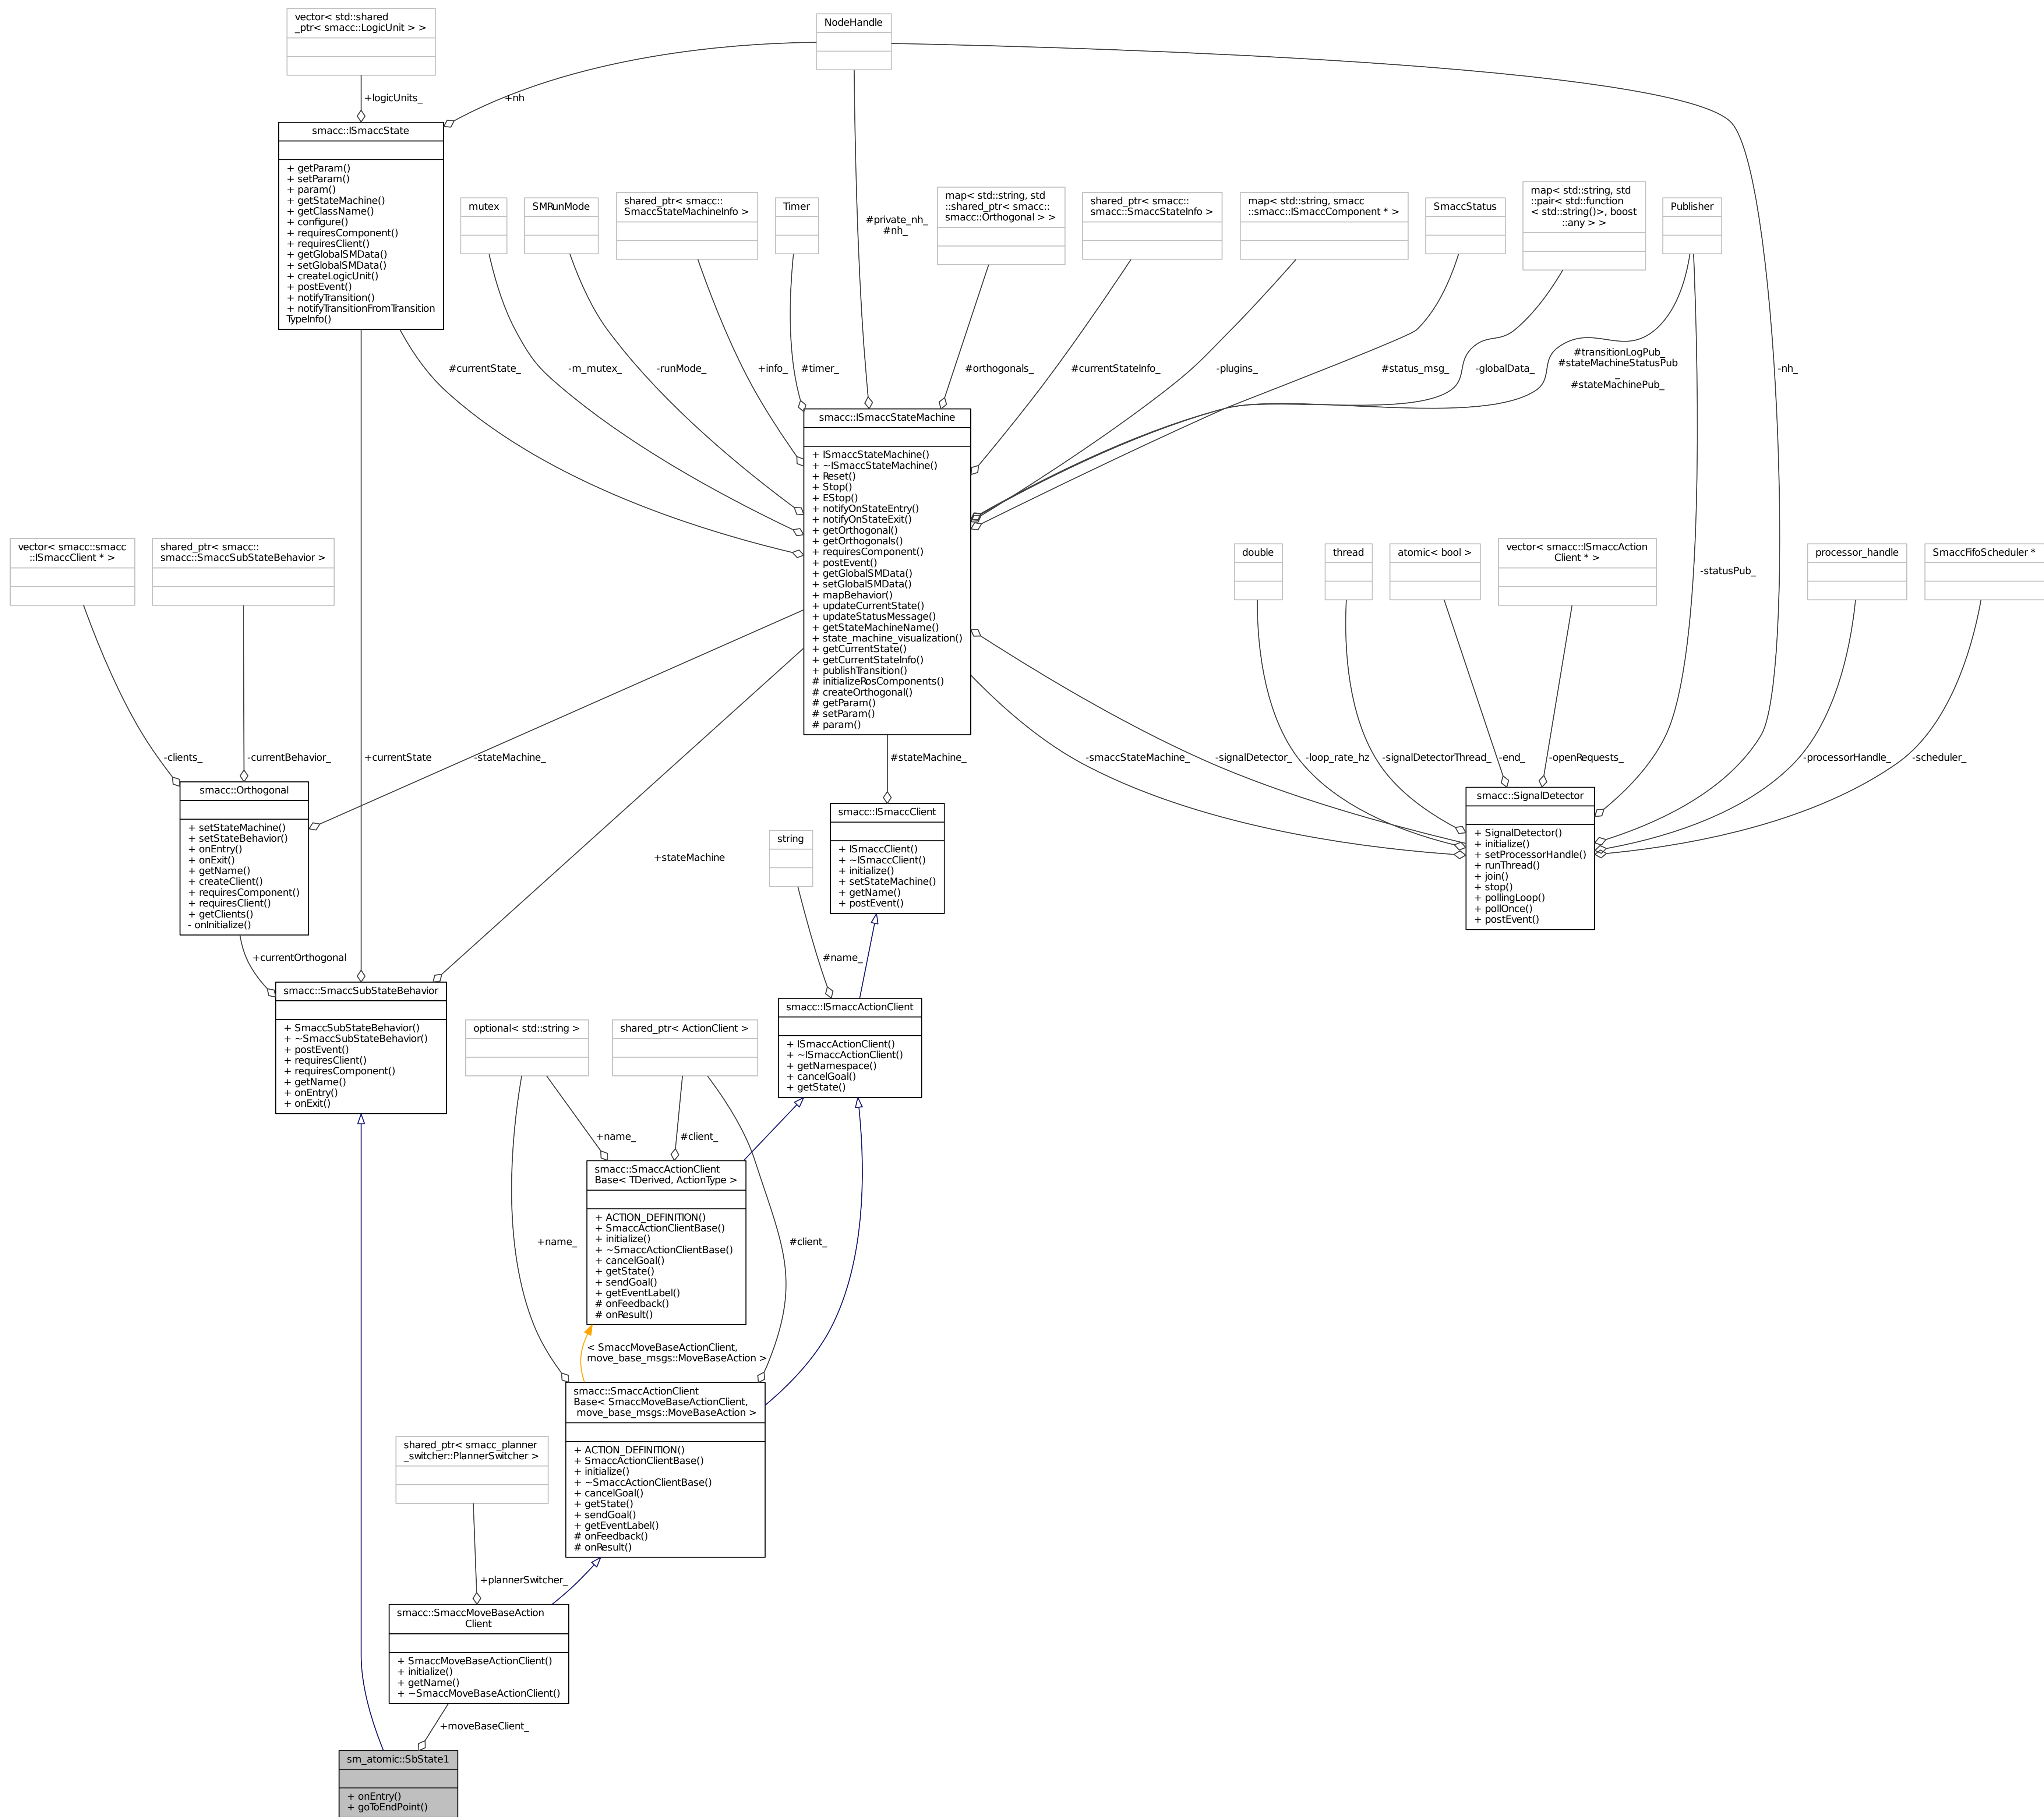 vector< std::shared
_ptr< smacc::LogicUnit > >
NodeHandle
+logicUnits_
+nh
smacc::ISmaccState
+ getParam()
+ setParam()
+ param()
+ getStateMachine()
+ getClassName()
+ configure()
+ requiresComponent()
+ requiresClient()
+ getGlobalSMData()
+ setGlobalSMData()
+ createLogicUnit()
+ postEvent()
+ notifyTransition()
+ notifyTransitionFromTransition
TypeInfo()
mutex
SMRunMode
shared_ptr< smacc::
SmaccStateMachineInfo >
Timer
#private_nh_
#nh_
map< std::string, std
::shared_ptr< smacc::
smacc::Orthogonal > >
shared_ptr< smacc::
smacc::SmaccStateInfo >
map< std::string, smacc
::smacc::ISmaccComponent * >
SmaccStatus
map< std::string, std
::pair< std::function
< std::string()>, boost
::any > >
Publisher
#currentState_
-m_mutex_
-runMode_
+info_
#timer_
#orthogonals_
#currentStateInfo_
-plugins_
#status_msg_
-globalData_
#transitionLogPub_
#stateMachineStatusPub
_
#stateMachinePub_
-nh_
smacc::ISmaccStateMachine
+ ISmaccStateMachine()
+ ~ISmaccStateMachine()
+ Reset()
+ Stop()
+ EStop()
+ notifyOnStateEntry()
+ notifyOnStateExit()
+ getOrthogonal()
+ getOrthogonals()
+ requiresComponent()
+ postEvent()
+ getGlobalSMData()
+ setGlobalSMData()
+ mapBehavior()
+ updateCurrentState()
+ updateStatusMessage()
+ getStateMachineName()
+ state_machine_visualization()
+ getCurrentState()
+ getCurrentStateInfo()
+ publishTransition()
# initializeRosComponents()
# createOrthogonal()
# getParam()
# setParam()
# param()
vector< smacc::smacc
::ISmaccClient * >
shared_ptr< smacc::
smacc::SmaccSubStateBehavior >
double
thread
atomic< bool >
vector< smacc::ISmaccAction
Client * >
-statusPub_
processor_handle
SmaccFifoScheduler *
-clients_
-currentBehavior_
+currentState
-stateMachine_
#stateMachine_
-smaccStateMachine_
-signalDetector_
-loop_rate_hz
-signalDetectorThread_
-end_
-openRequests_
-processorHandle_
-scheduler_
smacc::Orthogonal
+ setStateMachine()
+ setStateBehavior()
+ onEntry()
+ onExit()
+ getName()
+ createClient()
+ requiresComponent()
+ requiresClient()
+ getClients()
- onInitialize()
smacc::SignalDetector
+ SignalDetector()
+ initialize()
+ setProcessorHandle()
+ runThread()
+ join()
+ stop()
+ pollingLoop()
+ pollOnce()
+ postEvent()
smacc::ISmaccClient
+ ISmaccClient()
+ ~ISmaccClient()
+ initialize()
+ setStateMachine()
+ getName()
+ postEvent()
string
+stateMachine
+currentOrthogonal
#name_
smacc::SmaccSubStateBehavior
+ SmaccSubStateBehavior()
+ ~SmaccSubStateBehavior()
+ postEvent()
+ requiresClient()
+ requiresComponent()
+ getName()
+ onEntry()
+ onExit()
smacc::ISmaccActionClient
+ ISmaccActionClient()
+ ~ISmaccActionClient()
+ getNamespace()
+ cancelGoal()
+ getState()
optional< std::string >
shared_ptr< ActionClient >
+name_
#client_
smacc::SmaccActionClient
Base< TDerived, ActionType >
+ ACTION_DEFINITION()
+ SmaccActionClientBase()
+ initialize()
+ ~SmaccActionClientBase()
+ cancelGoal()
+ getState()
+ sendGoal()
+ getEventLabel()
# onFeedback()
# onResult()
+name_
#client_
< SmaccMoveBaseActionClient,
move_base_msgs::MoveBaseAction >
smacc::SmaccActionClient
Base< SmaccMoveBaseActionClient,
move_base_msgs::MoveBaseAction >
+ ACTION_DEFINITION()
+ SmaccActionClientBase()
+ initialize()
+ ~SmaccActionClientBase()
+ cancelGoal()
+ getState()
+ sendGoal()
+ getEventLabel()
# onFeedback()
# onResult()
shared_ptr< smacc_planner
_switcher::PlannerSwitcher >
+plannerSwitcher_
smacc::SmaccMoveBaseAction
Client
+ SmaccMoveBaseActionClient()
+ initialize()
+ getName()
+ ~SmaccMoveBaseActionClient()
+moveBaseClient_
sm_atomic::SbState1
+ onEntry()
+ goToEndPoint()